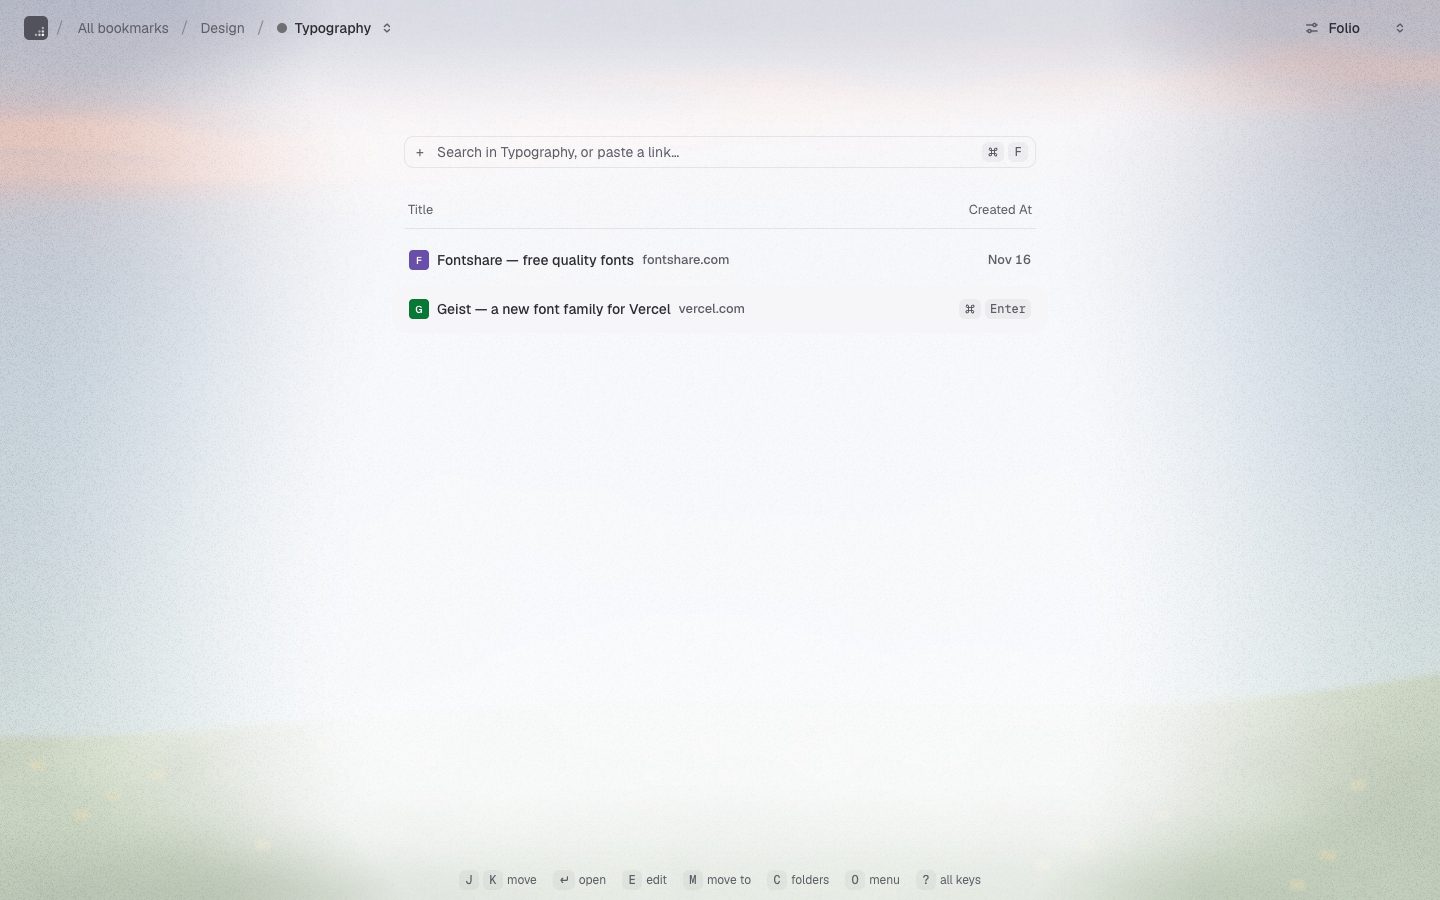 / All bookmarks / Design / Typography
Folio
+ Search in Typography, or paste a link… ⌘ F
Title Created At
F Fontshare — free quality fonts fontshare.com Nov 16
G Geist — a new font family for Vercel vercel.com ⌘ Enter
J K move ↵ open E edit M move to C folders O menu ? all keys